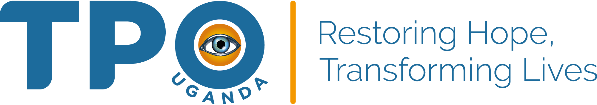 TPO
UGANDA
Restoring Hope,
Transforming Lives